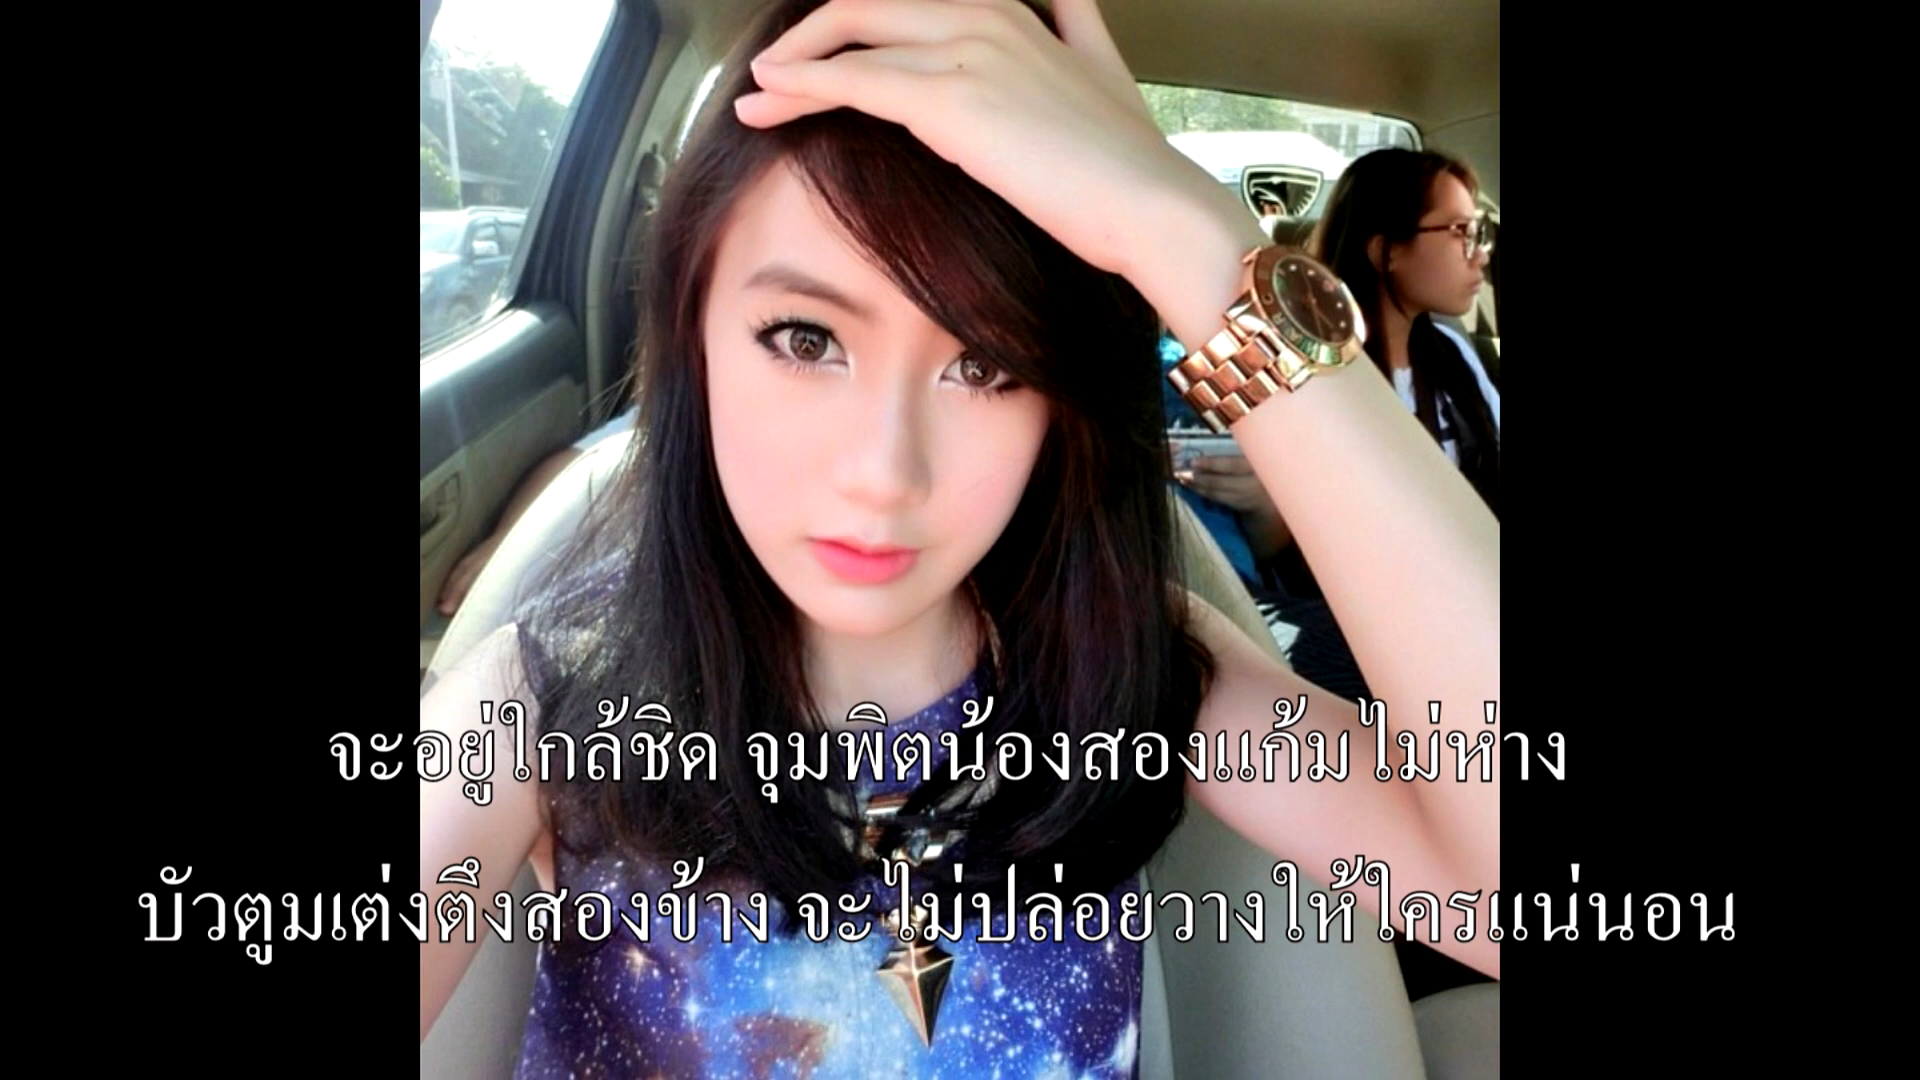 จะอยู่ใกล้ชิด จุมพิตน้องสองแก้มไม่ห่าง
บัวตูมเต่งตึงสองข้าง จะไม่ปล่อยวางให้ใครแน่นอน